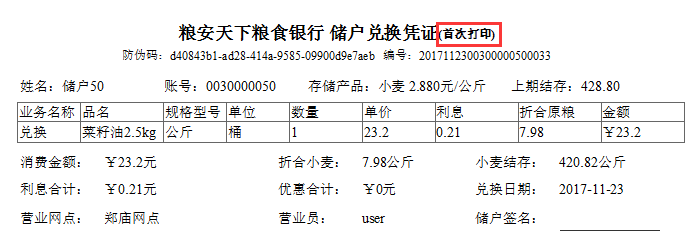 粮安天下粮食银行 储户兑换凭证(首次打印)
防伪码：d40843b1-ad28-414a-9585-09900d9e7aeb 编号：2017112300300000500033
姓名：储户50 账号：0030000050 存储产品：小麦 2.880元/公斤 上期结存：428.80
业务名称 品名 规格型号 单位 数量 单价 利息 折合原粮 金额
兑换 菜籽油2.5kg 公斤 桶 1 23.2 0.21 7.98 ￥23.2
消费金额： ￥23.2元 折合小麦： 7.98公斤 小麦结存： 420.82公斤
利息合计： ￥0.21元 优惠合计： ￥0元 兑换日期： 2017-11-23
营业网点： 郑庙网点 营业员： user 储户签名：